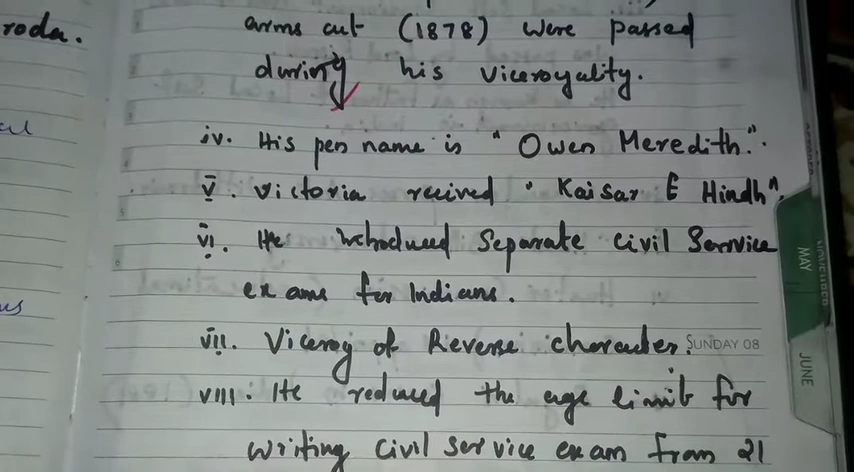 roda.
arms act (1878) were passed
during his viceroyality.
iv. His pen name is "Owen Meredith".
v. Victoria recived "Kaisar E Hindh",
vi. He introduced Separate Civil Service
exams for Indians.
vii. Viceroy of Reverse character.
SUNDAY 08
viii. He reduced the age limit for
writing Civil Service exam from 21
MAY
JUNE